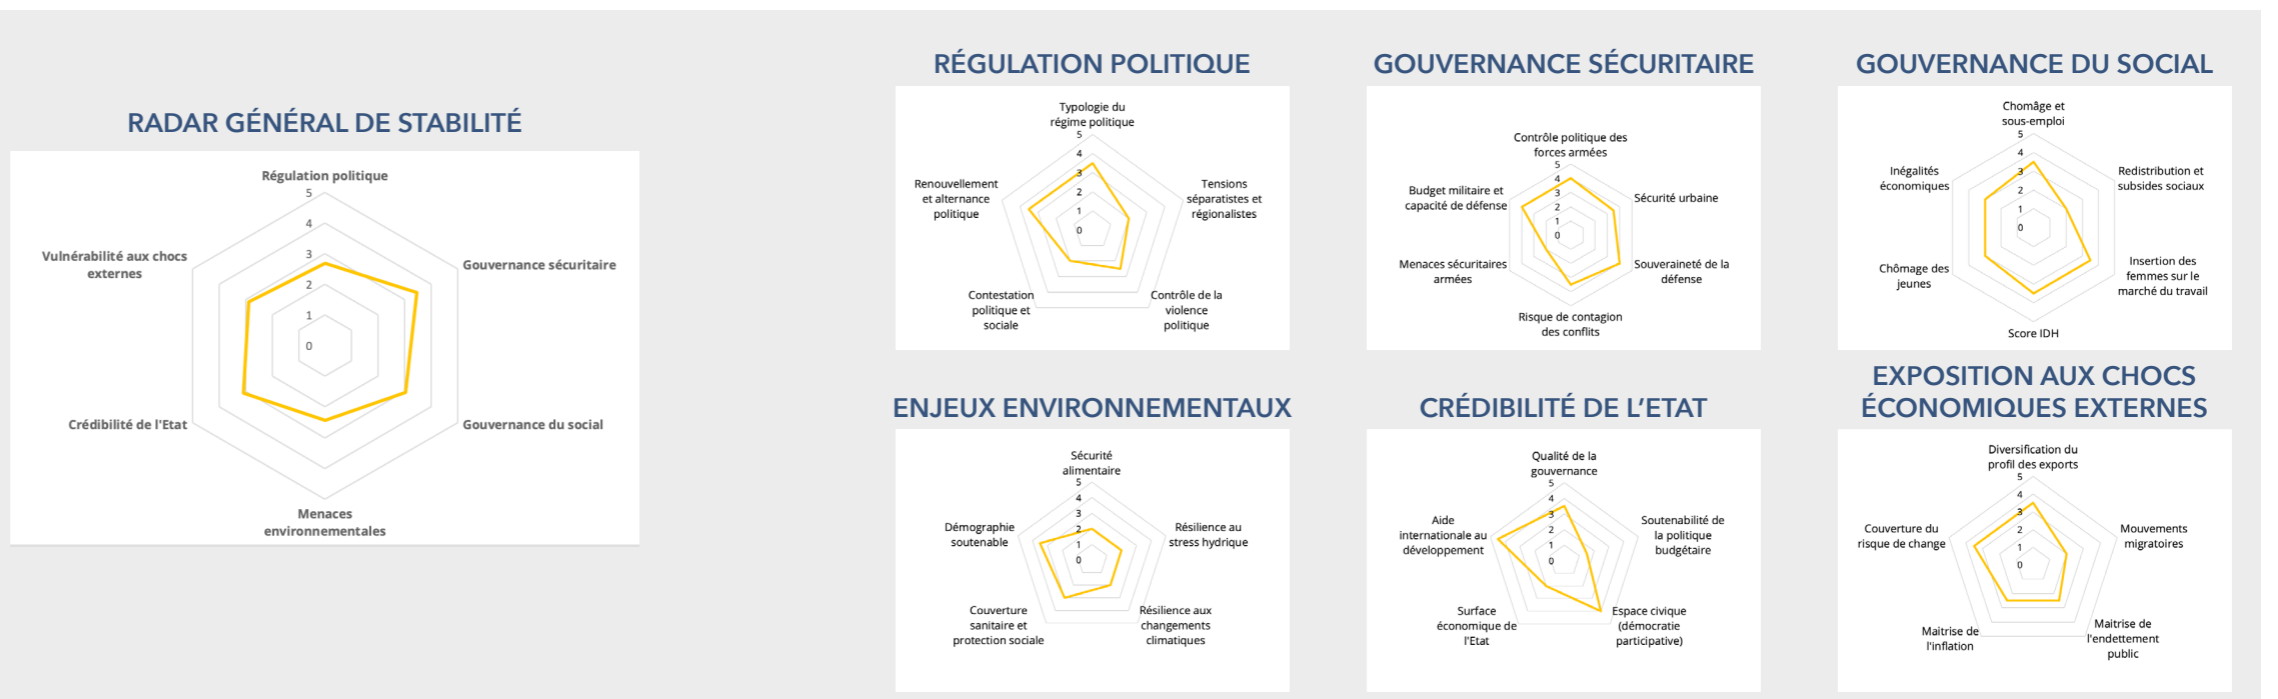 RADAR GÉNÉRAL DE STABILITÉ
Régulation politique
5
4
3
2
1
0
Gouvernance sécuritaire
Gouvernance du social
Menaces
environnementales
Crédibilité de l'Etat
Vulnérabilité aux chocs
externes
RÉGULATION POLITIQUE
Typologie du
régime politique
5
4
3
2
1
0
Tensions
séparatistes et
régionalistes
Contrôle de la
violence
politique
Contestation
politique et
sociale
Renouvellement
et alternance
politique
GOUVERNANCE SÉCURITAIRE
Contrôle politique des
forces armées
5
4
3
2
1
0
Sécurité urbaine
Souveraineté de la
défense
Risque de contagion
des conflits
Menaces sécuritaires
armées
Budget militaire et
capacité de défense
GOUVERNANCE DU SOCIAL
Chomâge et
sous-emploi
5
4
3
2
1
0
Redistribution et
subsides sociaux
Insertion des
femmes sur le
marché du travail
Score IDH
Chômage des
jeunes
Inégalités
économiques
ENJEUX ENVIRONNEMENTAUX
Sécurité
alimentaire
5
4
3
2
1
0
Résilience au
stress hydrique
Résilience aux
changements
climatiques
Couverture
sanitaire et
protection sociale
Démographie
soutenable
CRÉDIBILITÉ DE L’ETAT
Qualité de la
gouvernance
5
4
3
2
1
0
Soutenabilité de
la politique
budgétaire
Espace civique
(démocratie
participative)
Surface
économique de
l'Etat
Aide
internationale au
développement
EXPOSITION AUX CHOCS
ÉCONOMIQUES EXTERNES
Diversification du
profil des exports
5
4
3
2
1
0
Mouvements
migratoires
Maitrise de
l'endettement
public
Maitrise de
l'inflation
Couverture du
risque de change